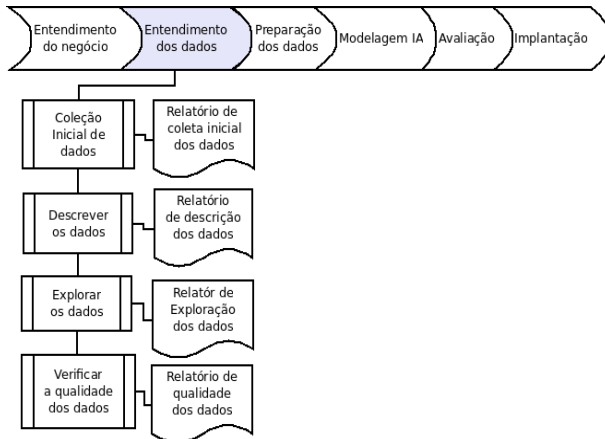 Entendimento
do negócio
Entendimento
dos dados
Preparação
dos dados
Modelagem IA
Avaliação
Implantação
Coleção
Inicial de
dados
Relatório de
coleta inicial
dos dados
Descrever
os dados
Relatório
de descrição
dos dados
Explorar
os dados
Relatór de
Exploração
dos dados
Verificar
a qualidade
dos dados
Relatório de
qualidade
dos dados